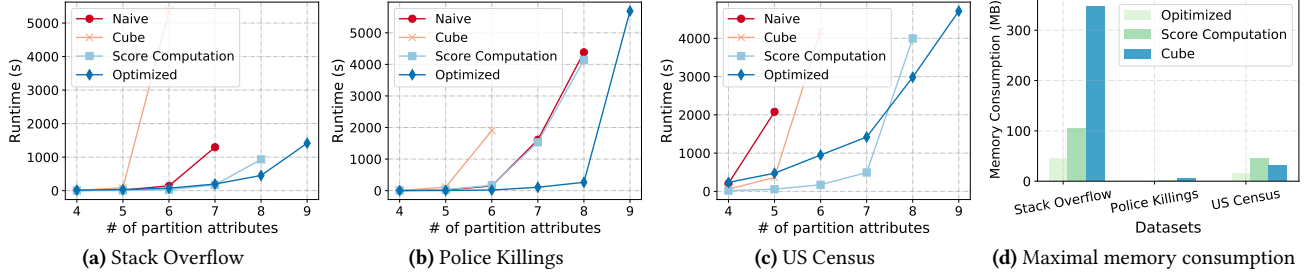 Runtime (s)
5000
4000
3000
2000
1000
0
Naive
Cube
Score Computation
Optimized
4 5 6 7 8 9
# of partition attributes
(a) Stack Overflow
Runtime (s)
5000
4000
3000
2000
1000
0
Naive
Cube
Score Computation
Optimized
4 5 6 7 8 9
# of partition attributes
(b) Police Killings
Runtime (s)
4000
3000
2000
1000
0
Naive
Cube
Score Computation
Optimized
4 5 6 7 8 9
# of partition attributes
(c) US Census
Memory Consumption (MB)
300
200
100
0
Opitimized
Score Computation
Cube
Stack Overflow Police Killings US Census
Datasets
(d) Maximal memory consumption